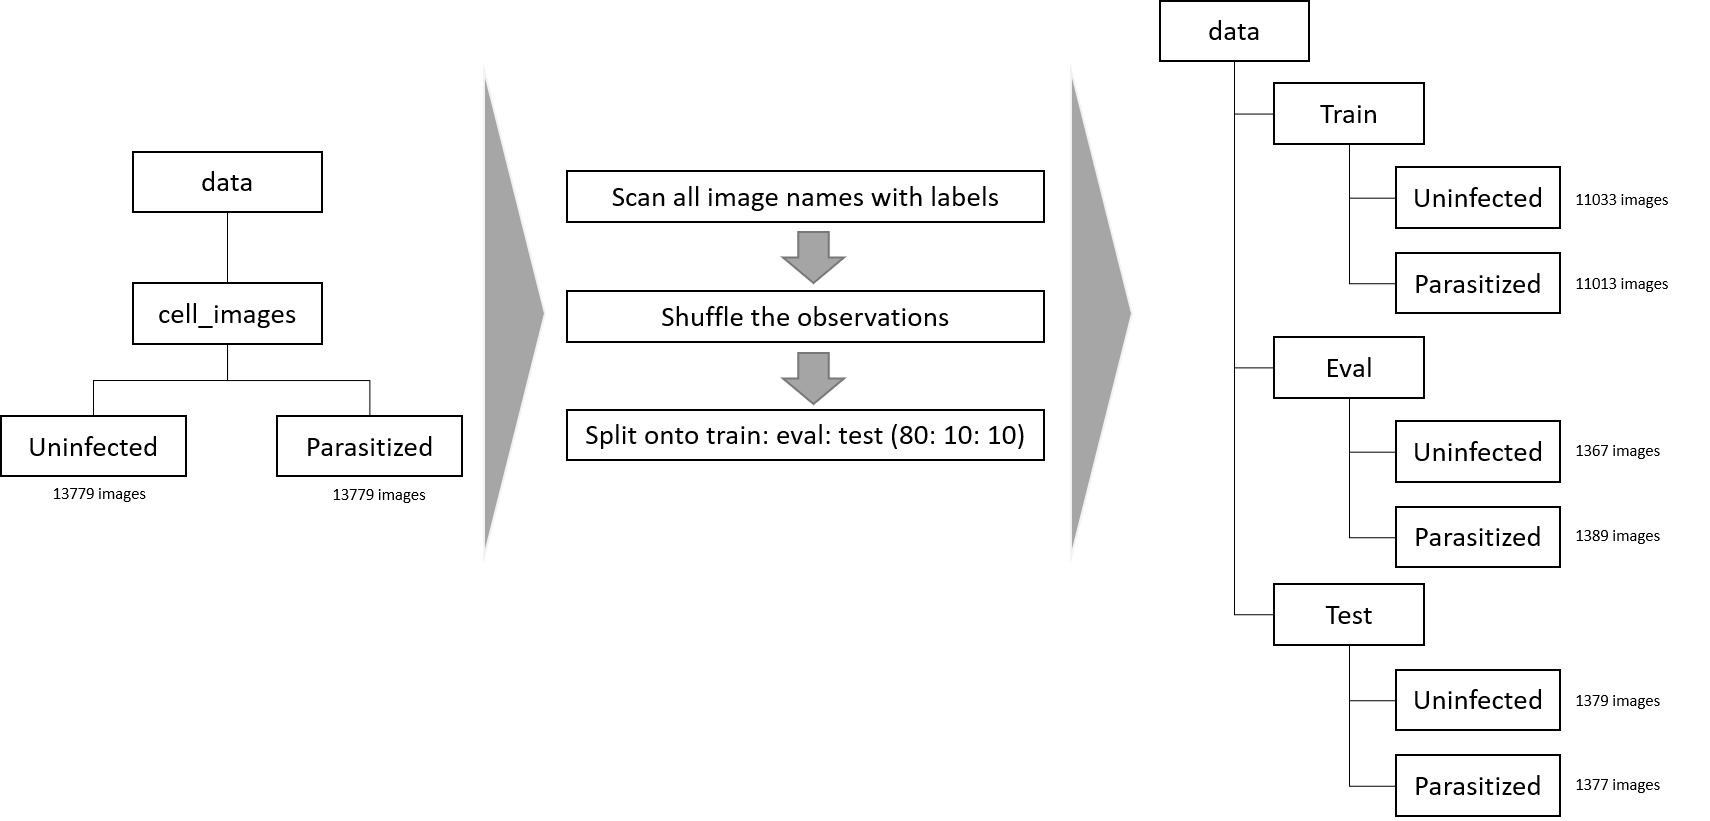 data
cell_images
Uninfected
Parasitized
13779 images
13779 images
Scan all image names with labels
Shuffle the observations
Split onto train: eval: test (80: 10: 10)
data
Train
Uninfected
11033 images
Parasitized
11013 images
Eval
Uninfected
1367 images
Parasitized
1389 images
Test
Uninfected
1379 images
Parasitized
1377 images